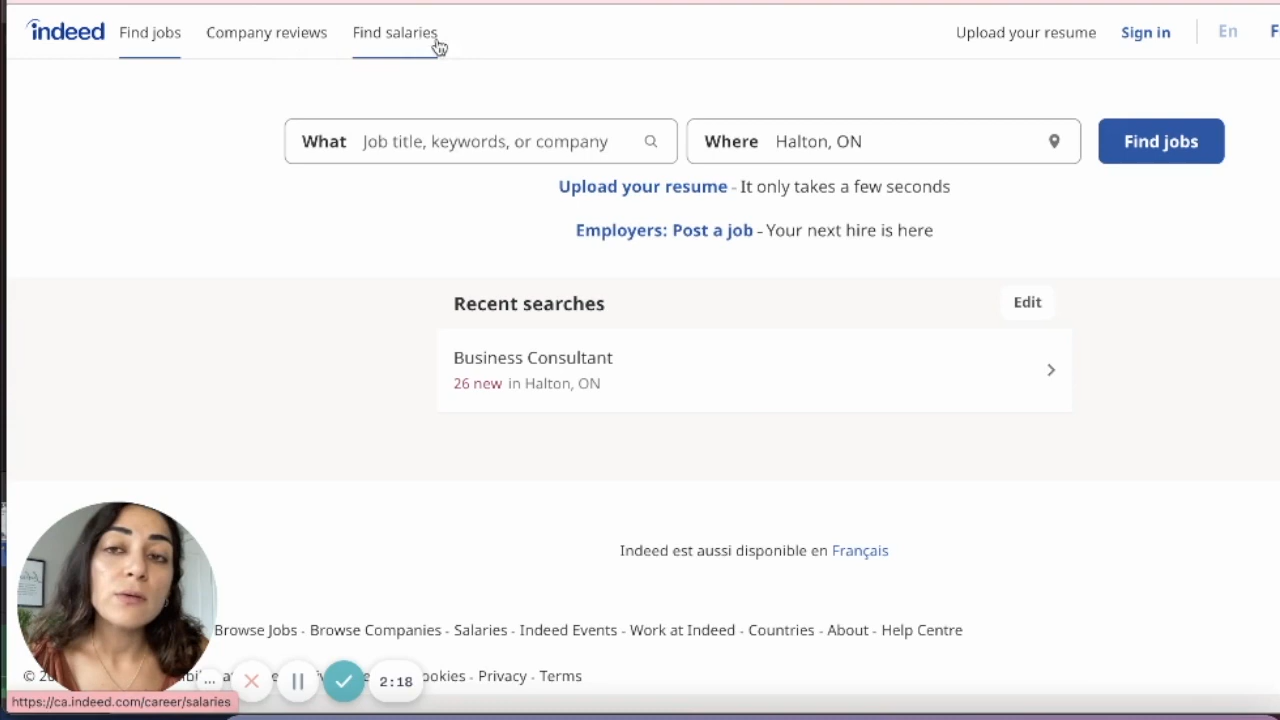 indeed Find jobs Company reviews Find salaries Upload your resume Sign in En
What Job title, keywords, or company Where Halton, ON Find jobs
Upload your resume - It only takes a few seconds
Employers: Post a job - Your next hire is here
Recent searches Edit
Business Consultant
26 new in Halton, ON
Indeed est aussi disponible en Français
Browse Jobs - Browse Companies - Salaries - Indeed Events - Work at Indeed - Countries - About - Help Centre
- Privacy - Terms
2:18
https://ca.indeed.com/career/salaries